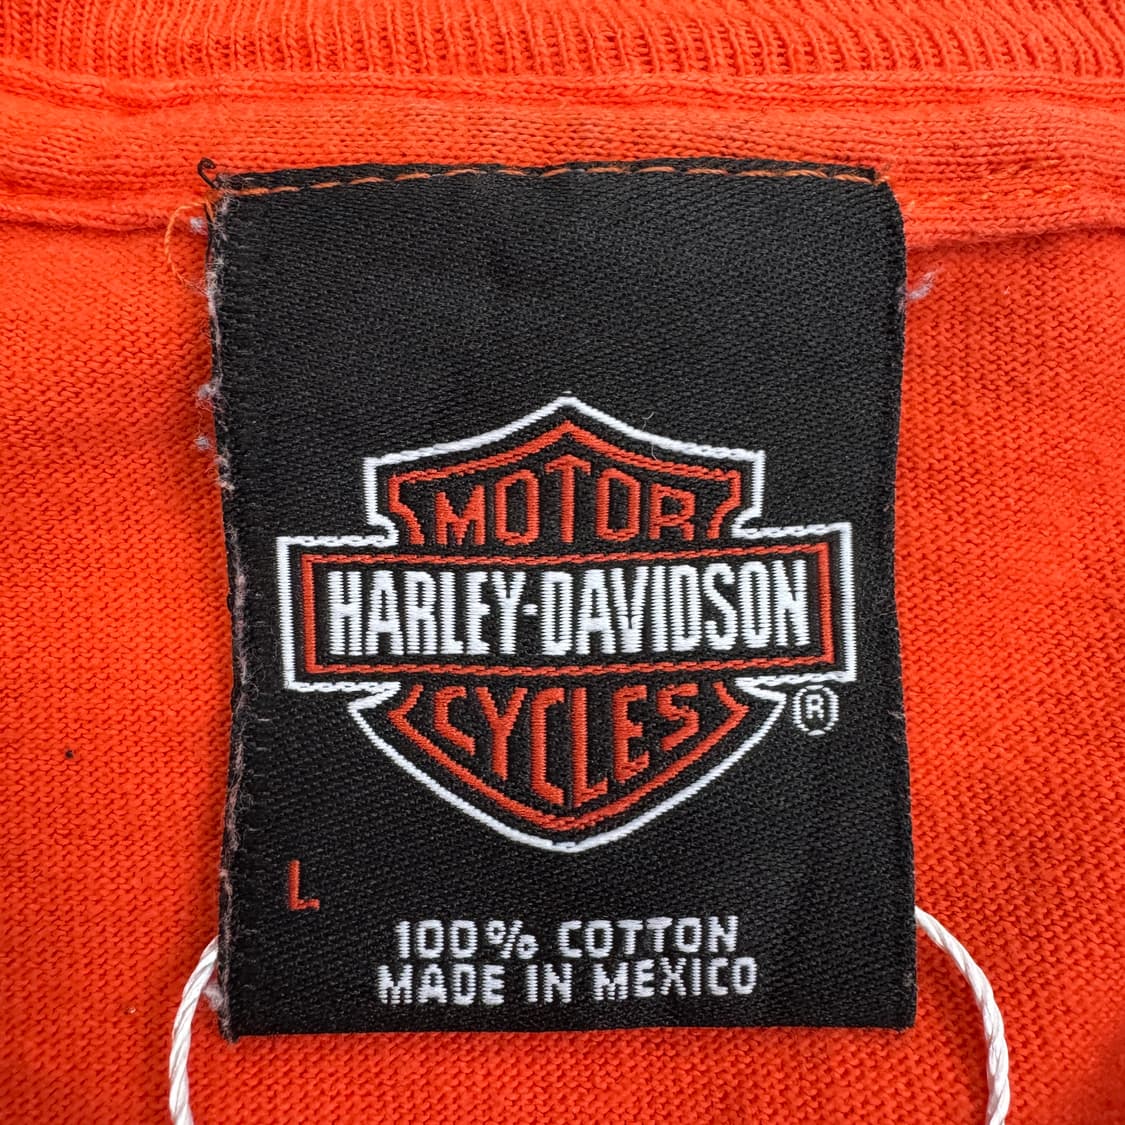 MOTOR
HARLEY-DAVIDSON
CYCLES
®
L
100% COTTON
MADE IN MEXICO